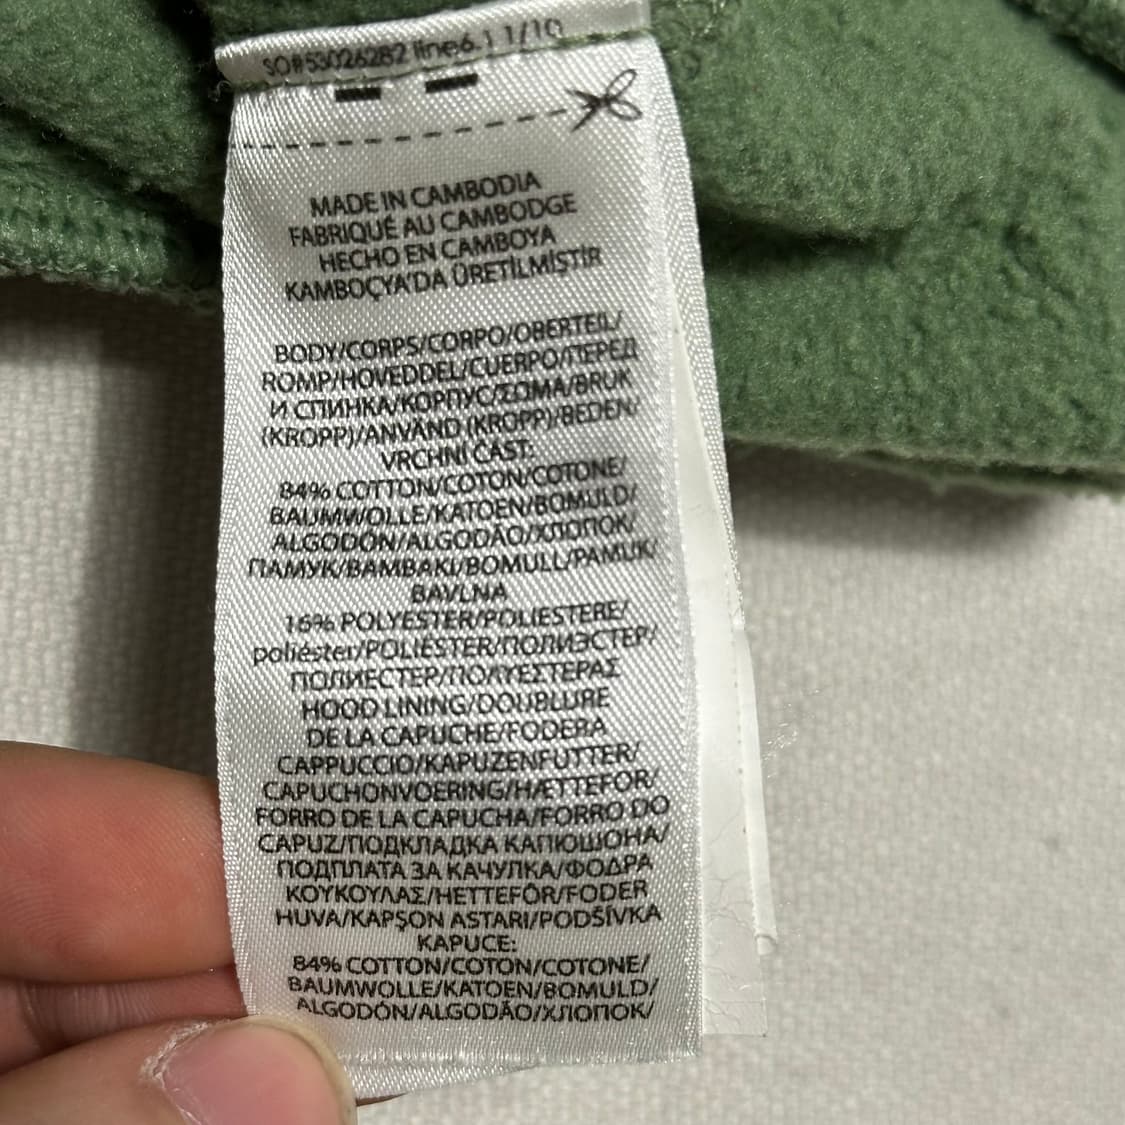 SO#53026282 line6.1 1/10
MADE IN CAMBODIA
FABRIQUÉ AU CAMBODGE
HECHO EN CAMBOYA
KAMBOÇYA'DA ÜRETİLMİŞTİR
BODY/CORPS/CORPO/OBERTEIL/
ROMP/HOVEDDEL/CUERPO/ПЕРЕД
И СПИНКА/КОРПУС/ΣΩΜΑ/BRUK
(KROPP)/ANVÄND (KROPP)/BEDEN/
VRCHNÍ ČÁST:
84% COTTON/COTON/COTONE/
BAUMWOLLE/KATOEN/BOMULD/
ALGODÓN/ALGODÃO/ХЛОПОК/
ПАМУК/BAMBAKI/BOMULL/PAMUK/
BAVLNA
16% POLYESTER/POLIESTERE/
poliéster/POLIÉSTER/ПОЛИЭСТЕР/
ПОЛИЕСТЕР/ΠΟΛΥΕΣΤΕΡΑΣ
HOOD LINING/DOUBLURE
DE LA CAPUCHE/FODERA
CAPPUCCIO/KAPUZENFUTTER/
CAPUCHONVOERING/HÆTTEFOR/
FORRO DE LA CAPUCHA/FORRO DO
CAPUZ/ПОДКЛАДКА КАПЮШОНА/
ПОДПЛАТА ЗА КАЧУЛКА/ΦΟΔΡΑ
ΚΟΥΚΟΥΛΑΣ/HETTEFÔR/FODER
HUVA/KAPŞON ASTARI/PODŠÍVKA
KAPUCE:
84% COTTON/COTON/COTONE/
BAUMWOLLE/KATOEN/BOMULD/
ALGODÓN/ALGODÃO/ХЛОПОК/